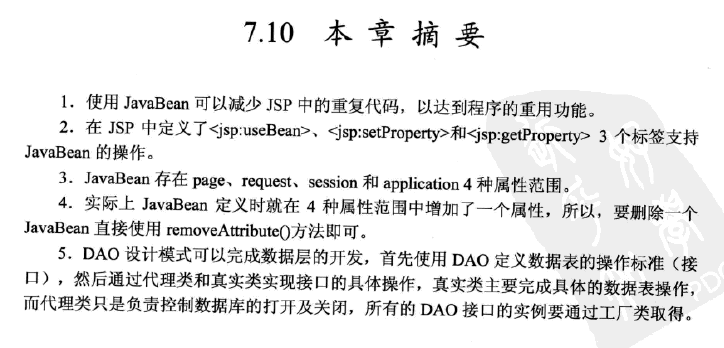 7.10 本章摘要
1．使用 JavaBean 可以减少 JSP 中的重复代码，以达到程序的重用功能。
2．在 JSP 中定义了<jsp:useBean>、<jsp:setProperty>和<jsp:getProperty> 3 个标签支持
JavaBean 的操作。
3．JavaBean 存在 page、request、session 和 application 4 种属性范围。
4．实际上 JavaBean 定义时就在 4 种属性范围中增加了一个属性，所以，要删除一个
JavaBean 直接使用 removeAttribute()方法即可。
5．DAO 设计模式可以完成数据层的开发，首先使用 DAO 定义数据表的操作标准（接
口），然后通过代理类和真实类实现接口的具体操作，真实类主要完成具体的数据表操作，
而代理类只是负责控制数据库的打开及关闭，所有的 DAO 接口的实例要通过工厂类取得。